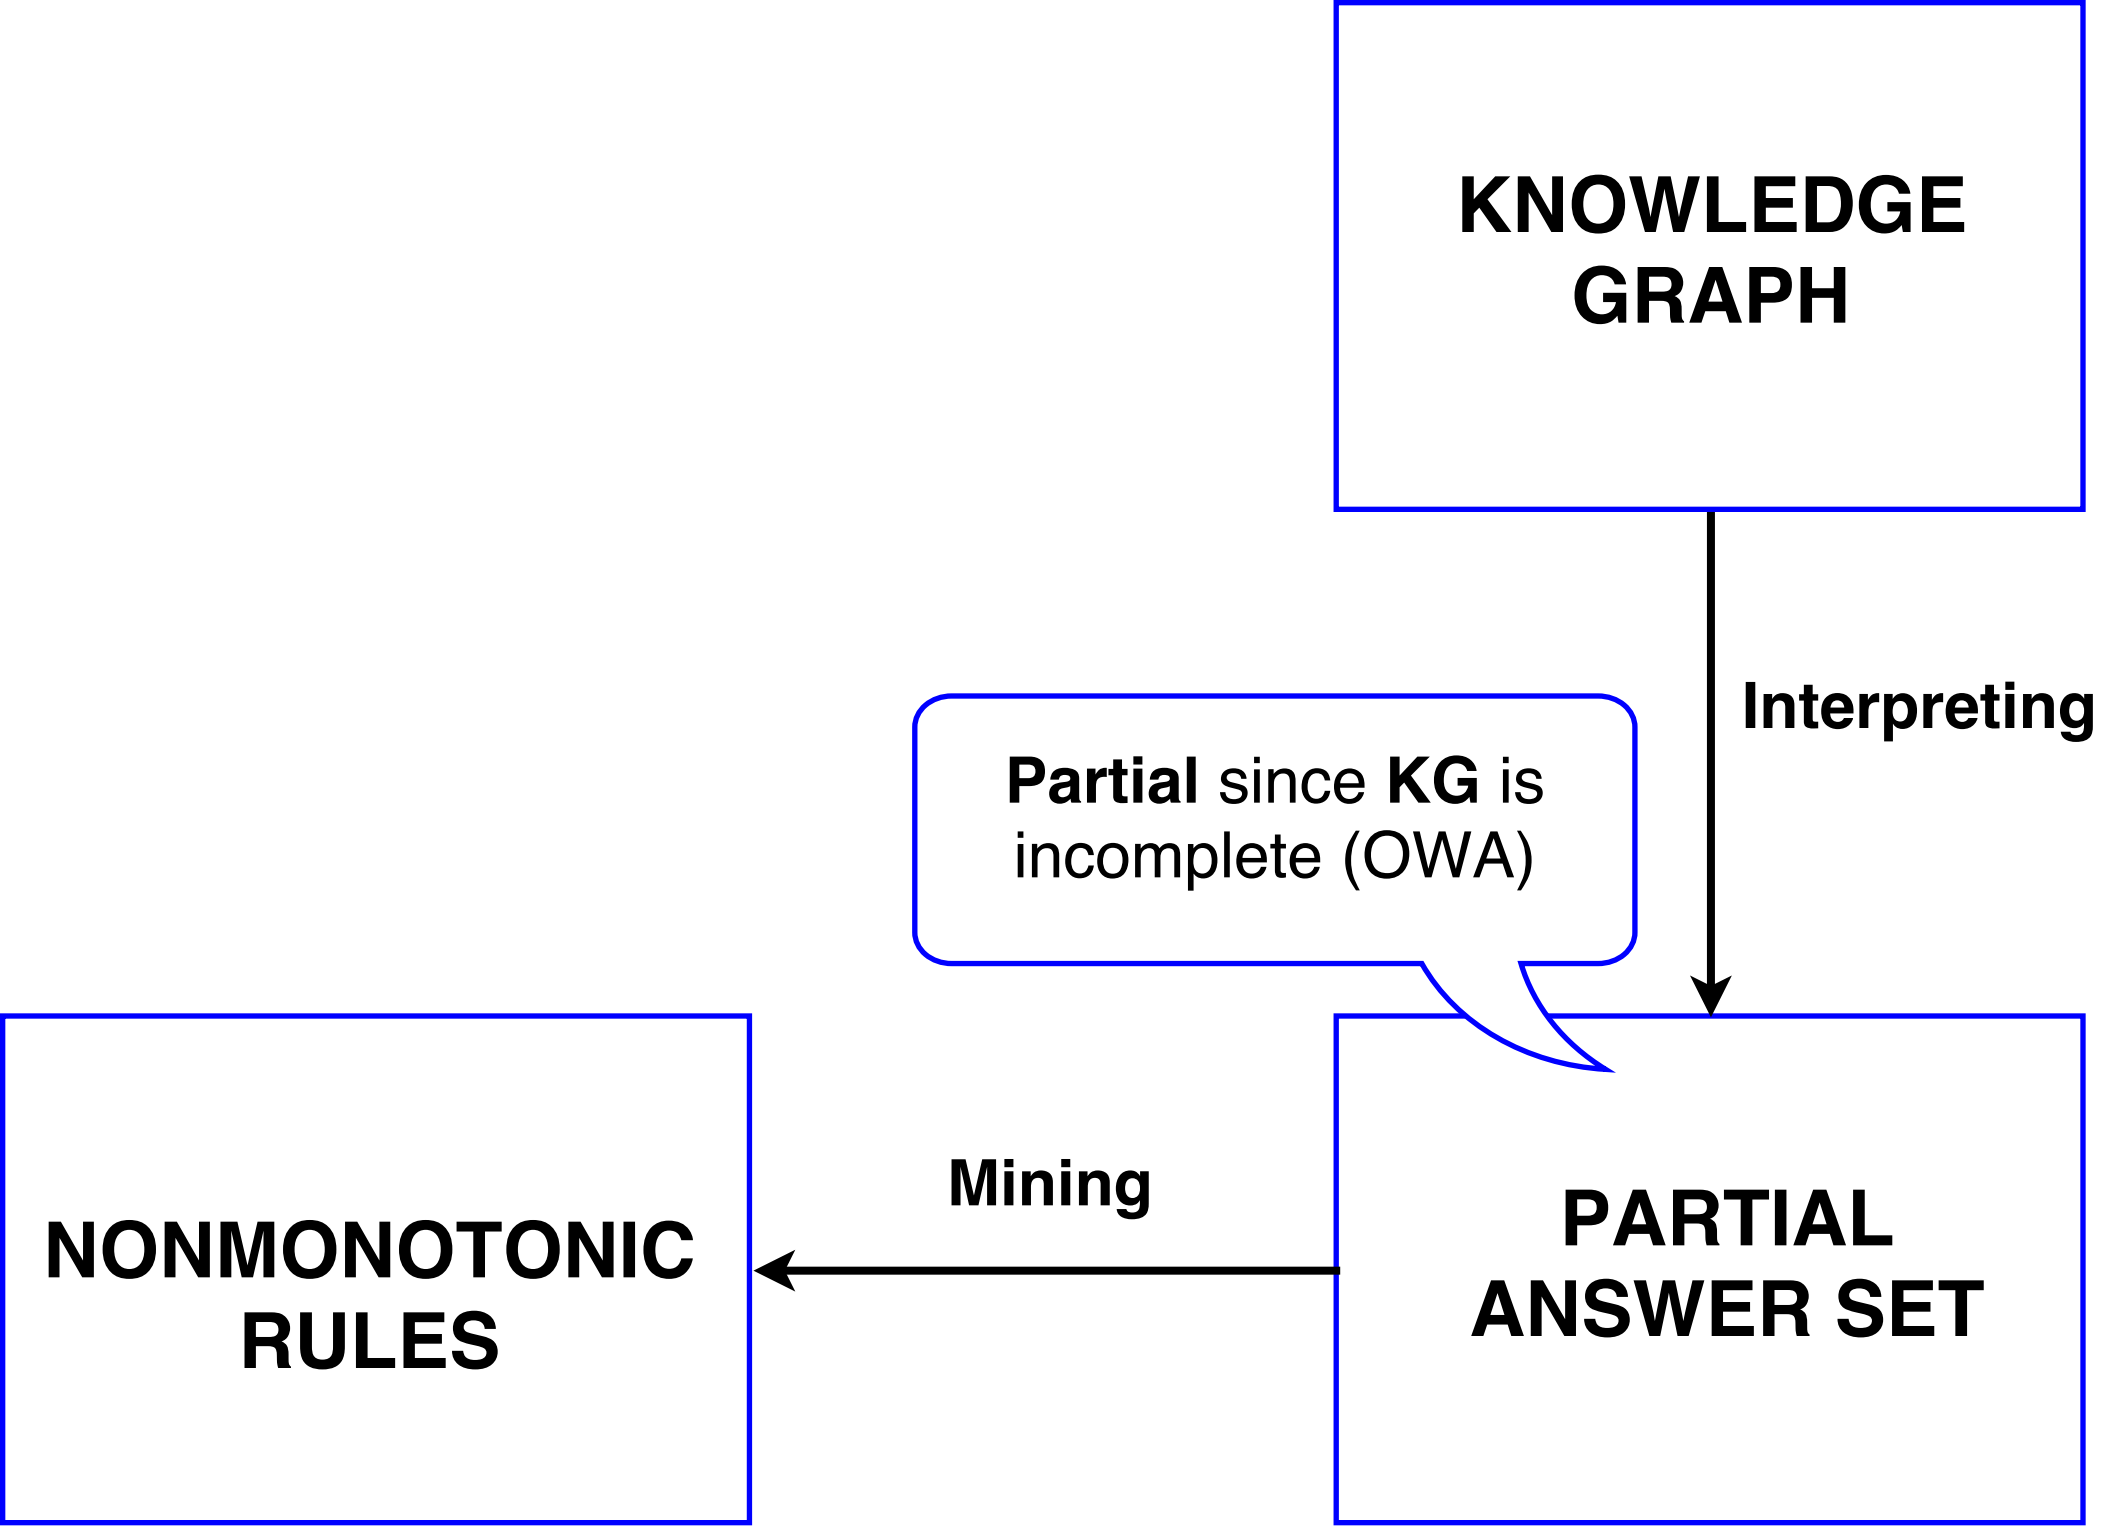 KNOWLEDGE
GRAPH
Interpreting
Partial since KG is
incomplete (OWA)
Mining
NONMONOTONIC
RULES
PARTIAL
ANSWER SET